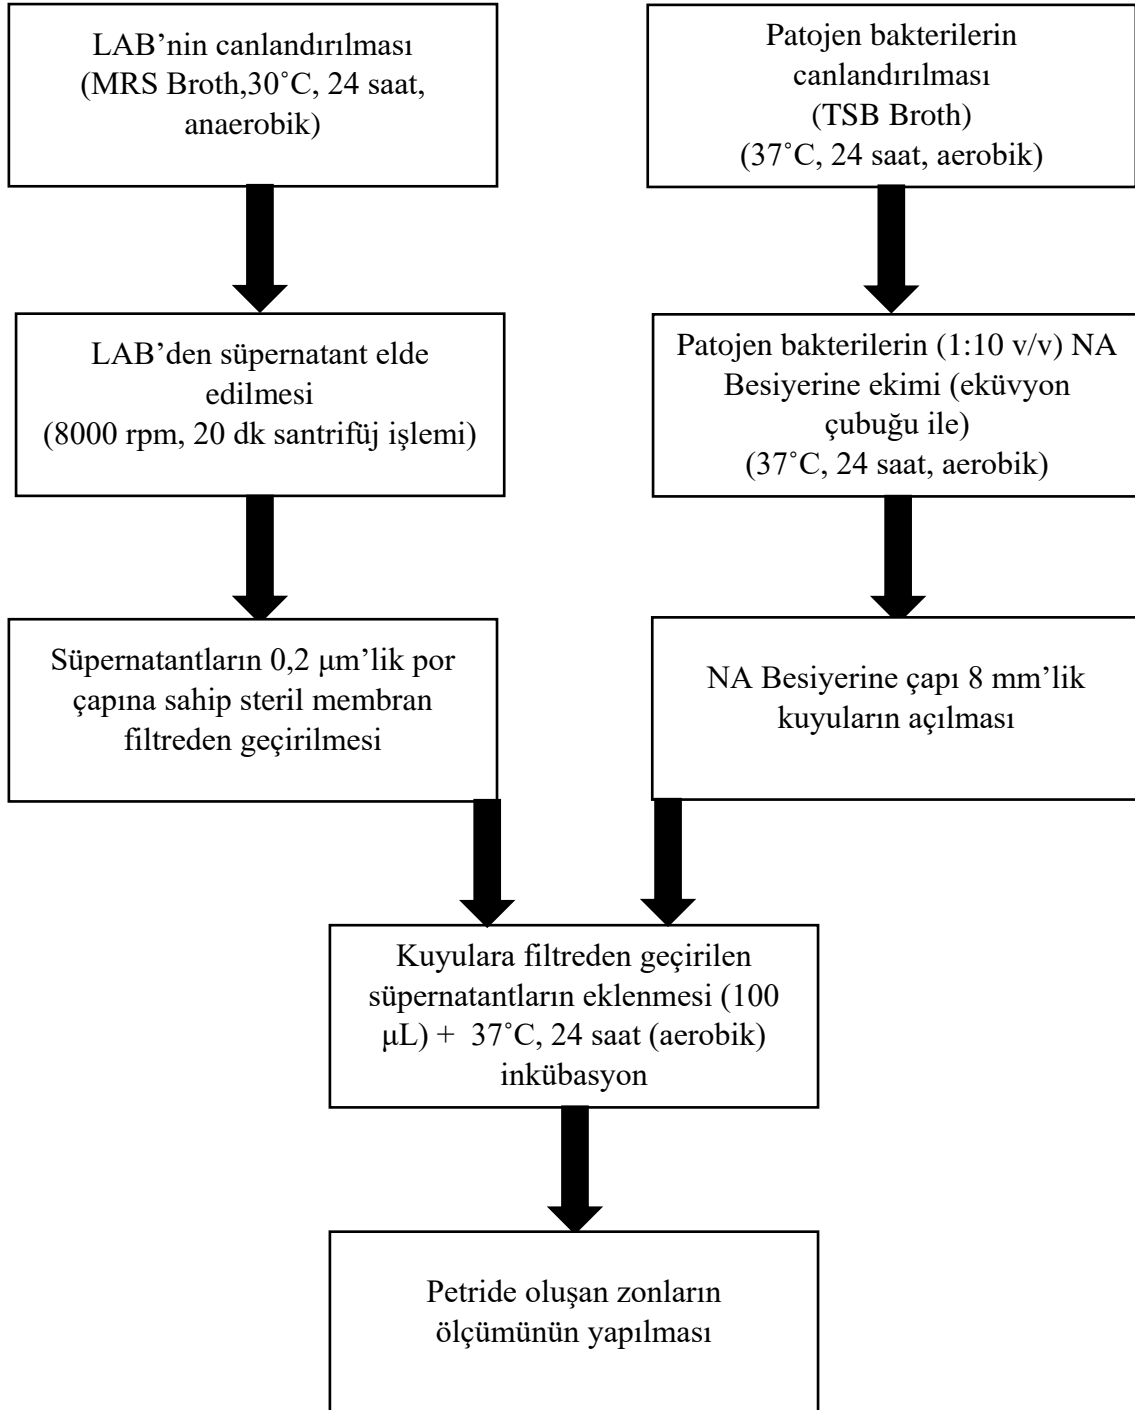 LAB’nin canlandırılması
(MRS Broth,30˚C, 24 saat,
anaerobik)
Patojen bakterilerin
canlandırılması
(TSB Broth)
(37˚C, 24 saat, aerobik)
LAB’den süpernatant elde
edilmesi
(8000 rpm, 20 dk santrifüj işlemi)
Patojen bakterilerin (1:10 v/v) NA
Besiyerine ekimi (eküvyon
çubuğu ile)
(37˚C, 24 saat, aerobik)
Süpernatantların 0,2 μm’lik por
çapına sahip steril membran
filtreden geçirilmesi
NA Besiyerine çapı 8 mm’lik
kuyuların açılması
Kuyulara filtreden geçirilen
süpernatantların eklenmesi (100
μL) + 37˚C, 24 saat (aerobik)
inkübasyon
Petride oluşan zonların
ölçümünün yapılması